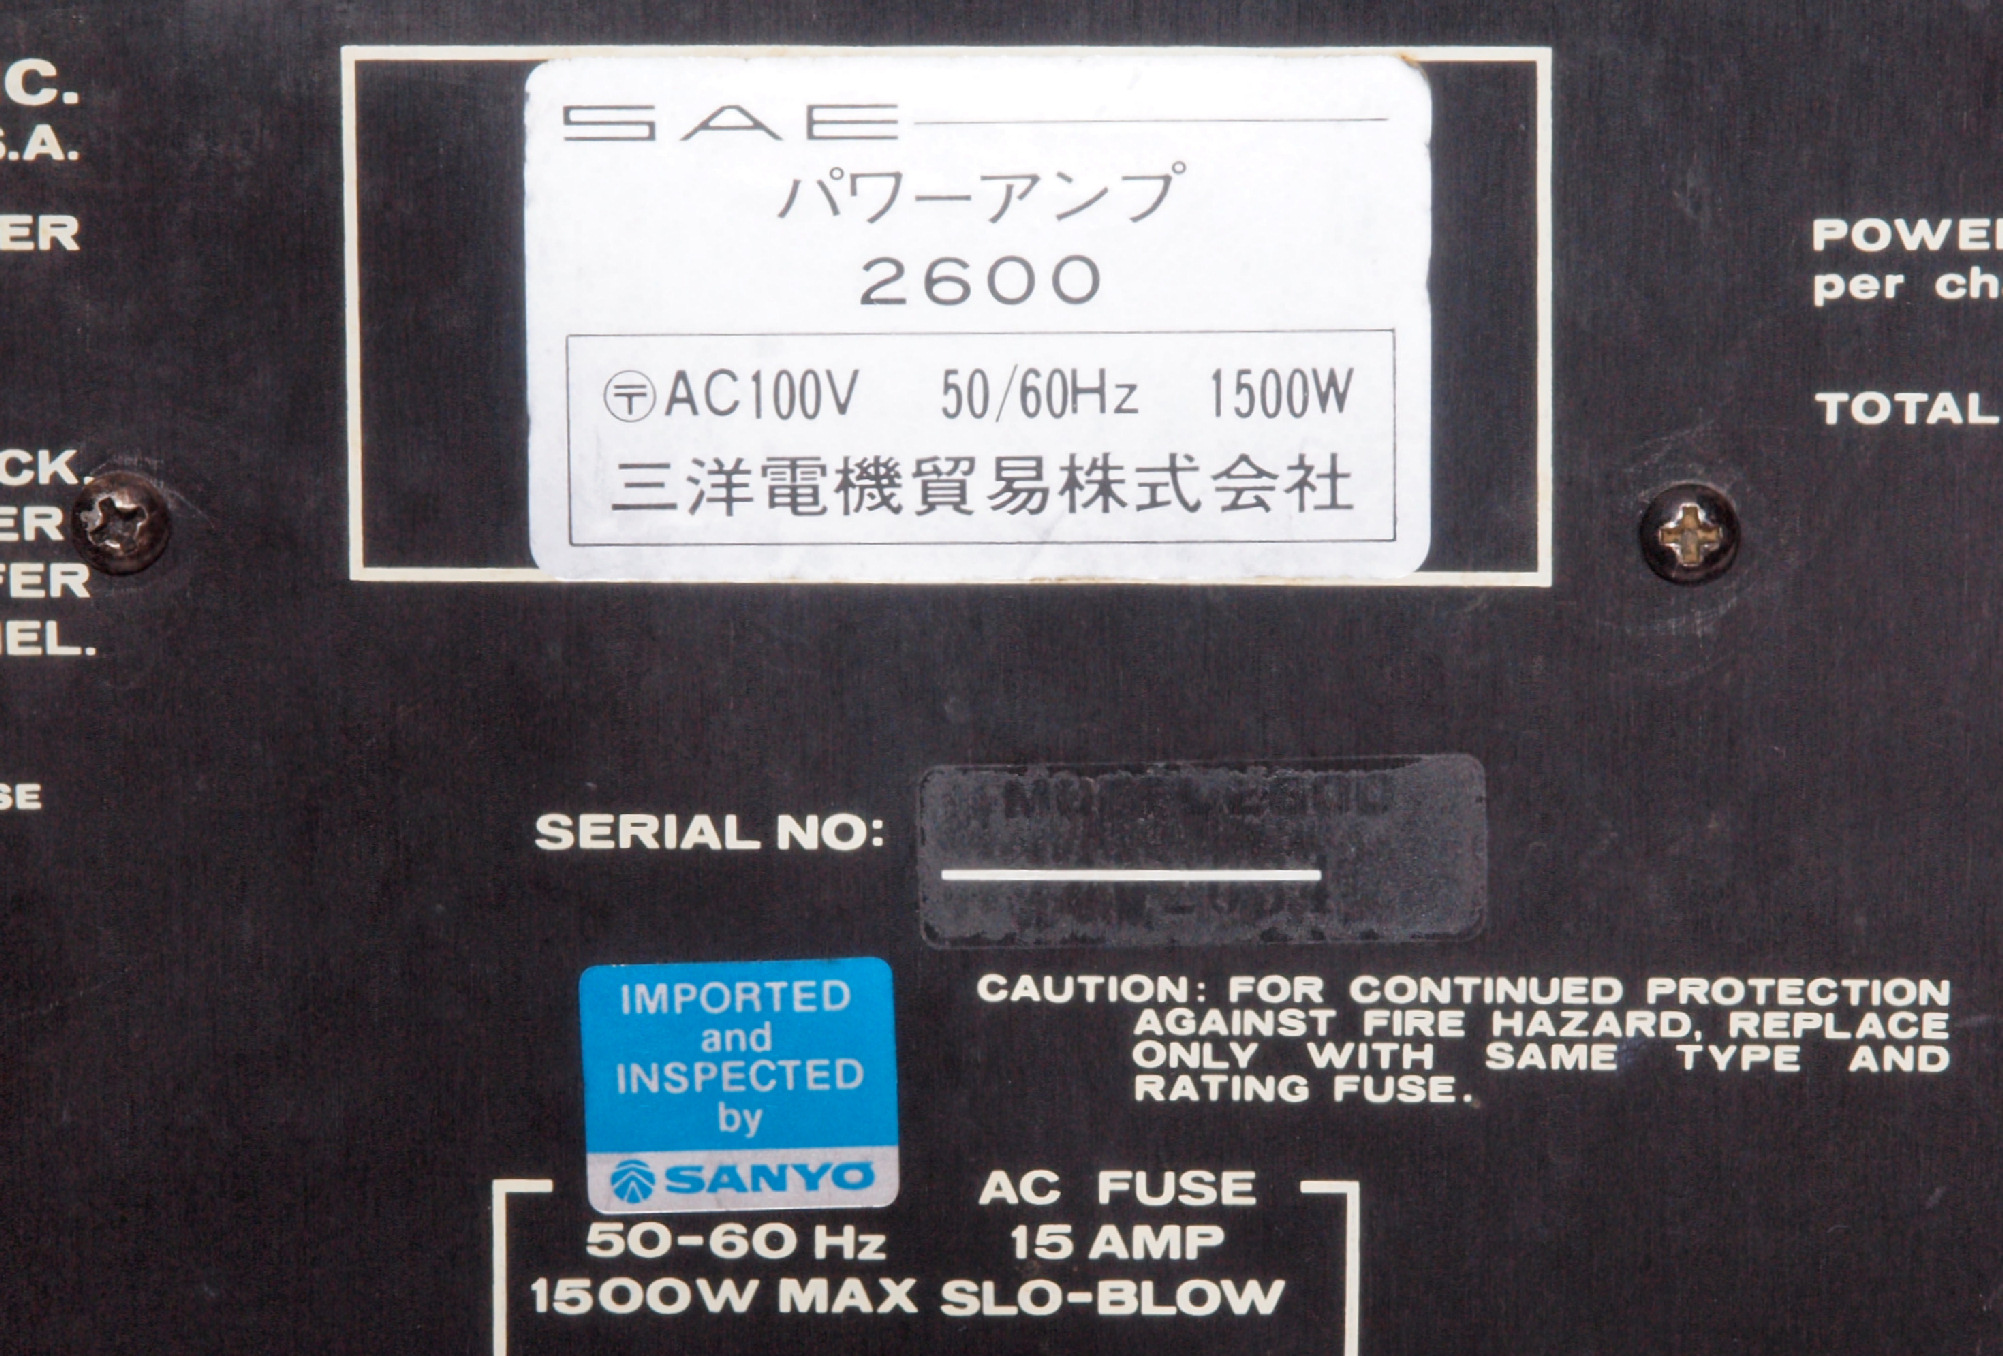 C.
S.A.
ER
CK.
ER
FER
NEL.
SE
SAE
パワーアンプ
2600
〶AC100V 50/60Hz 1500W
三洋電機貿易株式会社
POWER
per ch
TOTAL
SERIAL NO:
IMPORTED
and
INSPECTED
by
SANYO
CAUTION: FOR CONTINUED PROTECTION
AGAINST FIRE HAZARD, REPLACE
ONLY WITH SAME TYPE AND
RATING FUSE.
AC FUSE
50-60 Hz 15 AMP
1500W MAX SLO-BLOW